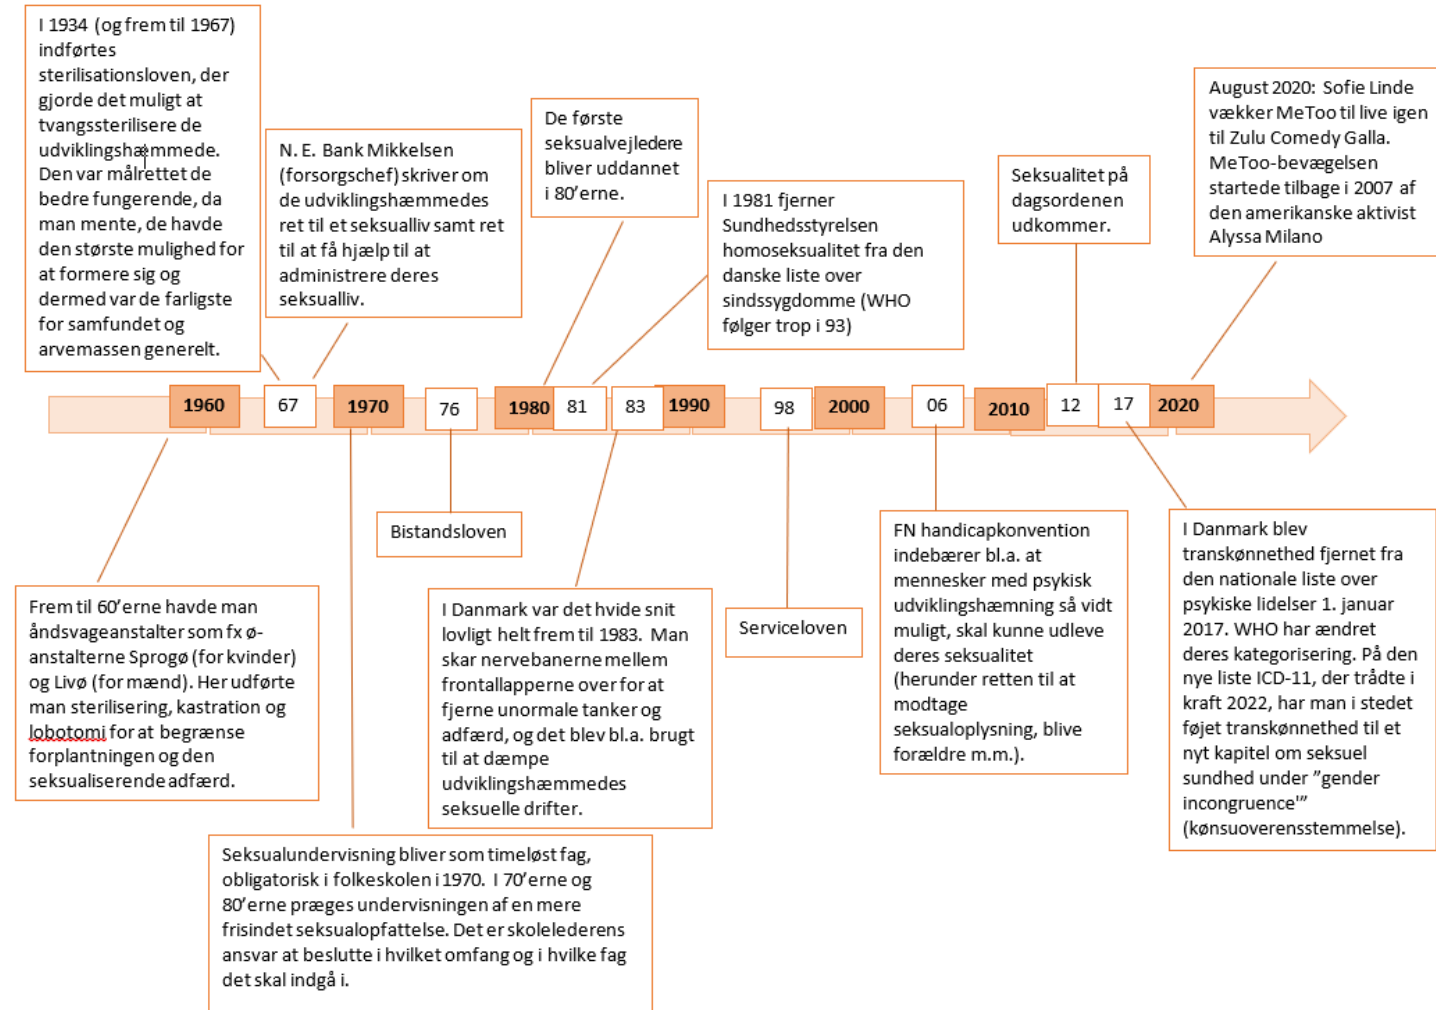 I 1934 (og frem til 1967)
indførtes
sterilisationsloven, der
gjorde det muligt at
tvangssterilisere de
udviklingshæmmede.
Den var målrettet de
bedre fungerende, da
man mente, de havde
den største mulighed for
at formere sig og
dermed var de farligste
for samfundet og
arvemassen generelt.
N. E. Bank Mikkelsen
(forsorgschef) skriver om
de udviklingshæmmedes
ret til et seksualliv samt ret
til at få hjælp til at
administrere deres
seksualliv.
De første
seksualvejledere
bliver uddannet
i 80’erne.
I 1981 fjerner
Sundhedsstyrelsen
homoseksualitet fra den
danske liste over
sindssygdomme (WHO
følger trop i 93)
Seksualitet på
dagsordenen
udkommer.
August 2020: Sofie Linde
vækker MeToo til live igen
til Zulu Comedy Galla.
MeToo-bevægelsen
startede tilbage i 2007 af
den amerikanske aktivist
Alyssa Milano
1960 67 1970 76 1980 81 83 1990 98 2000 06 2010 12 17 2020
Frem til 60’erne havde man
åndsvageanstalter som fx ø-
anstalterne Sprogø (for kvinder)
og Livø (for mænd). Her udførte
man sterilisering, kastration og
lobotomi for at begrænse
forplantningen og den
seksualiserende adfærd.
Seksualundervisning bliver som timeløst fag,
obligatorisk i folkeskolen i 1970. I 70’erne og
80’erne præges undervisningen af en mere
frisindet seksualopfattelse. Det er skolelederens
ansvar at beslutte i hvilket omfang og i hvilke fag
det skal indgå i.
Bistandsloven
I Danmark var det hvide snit
lovligt helt frem til 1983. Man
skar nervebanerne mellem
frontallapperne over for at
fjerne unormale tanker og
adfærd, og det blev bl.a. brugt
til at dæmpe
udviklingshæmmedes
seksuelle drifter.
Serviceloven
FN handicapkonvention
indebærer bl.a. at
mennesker med psykisk
udviklingshæmning så vidt
muligt, skal kunne udleve
deres seksualitet
(herunder retten til at
modtage
seksualoplysning, blive
forældre m.m.).
I Danmark blev
transkønnethed fjernet fra
den nationale liste over
psykiske lidelser 1. januar
2017. WHO har ændret
deres kategorisering. På den
nye liste ICD-11, der trådte i
kraft 2022, har man i stedet
føjet transkønnethed til et
nyt kapitel om seksuel
sundhed under ”gender
incongruence'”
(kønsuoverensstemmelse).